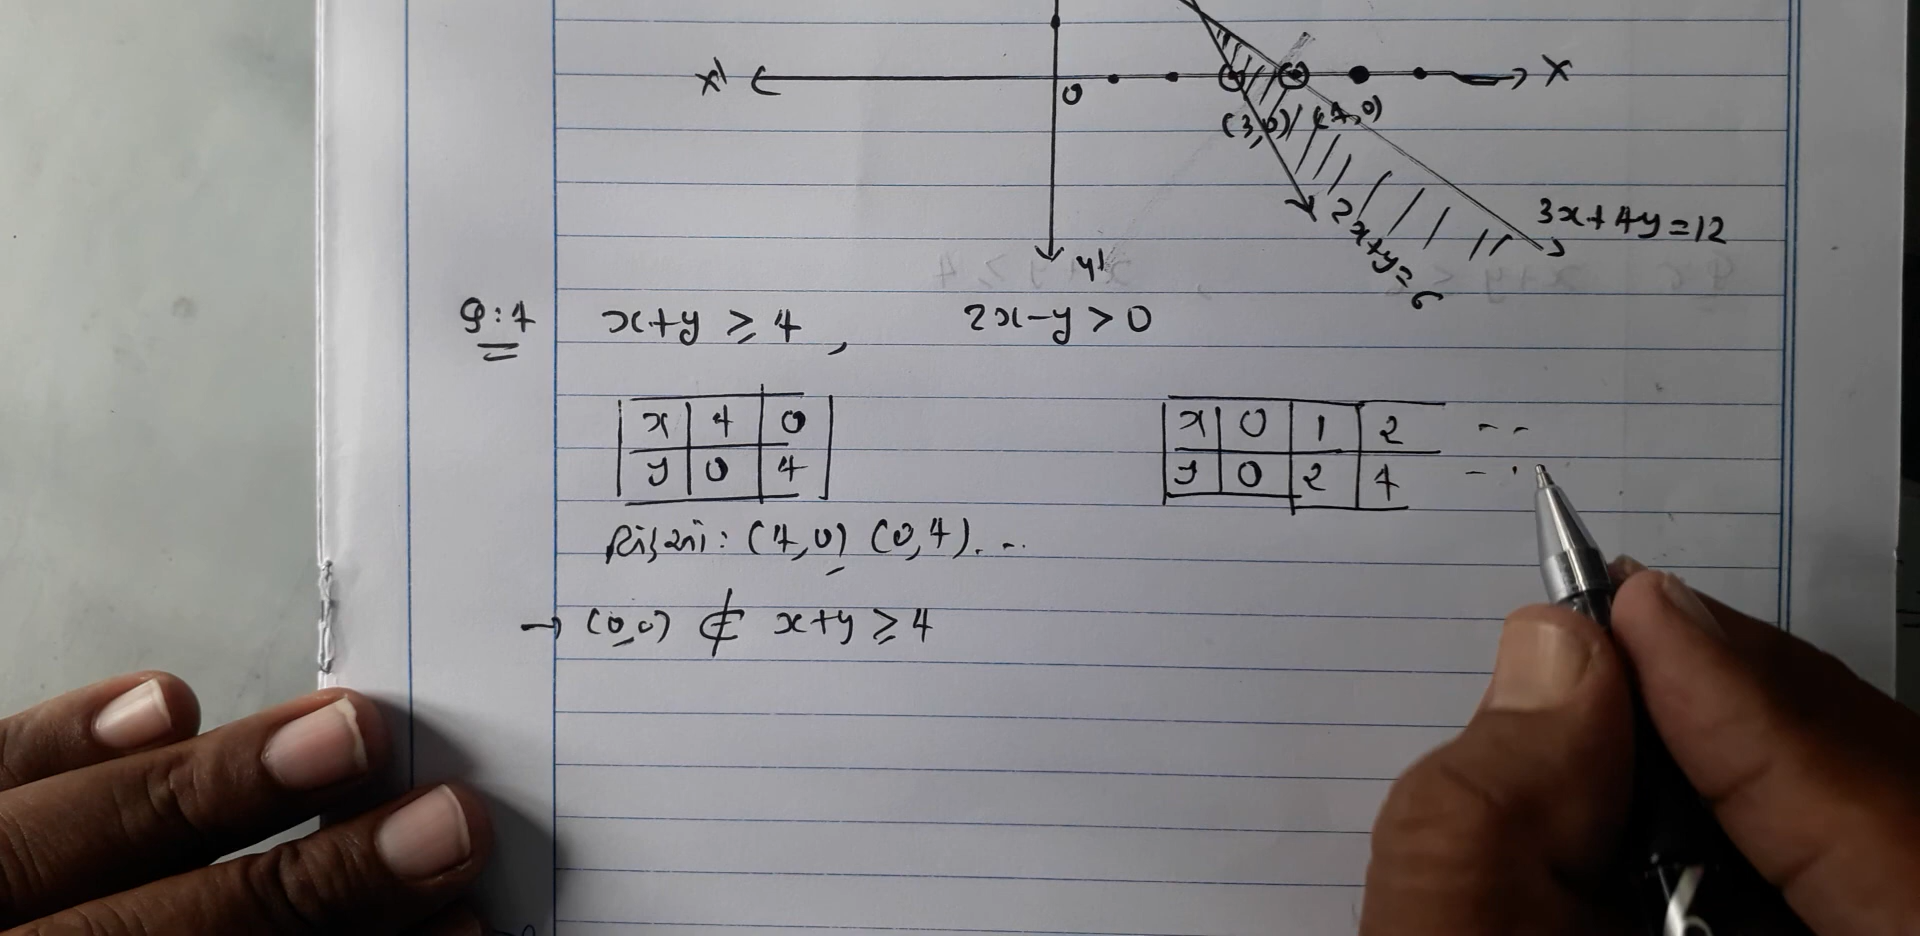 X' X
0
(3,0) (4,0)
2x+y=6
3x+4y=12
y'
Q:4 x+y ≥ 4, 2x-y > 0
x 4 0
y 0 4
x 0 1 2 --
y 0 2 4 -·
: (4,0) (0,4)...
→ (0,0) ⊄ x+y ≥ 4